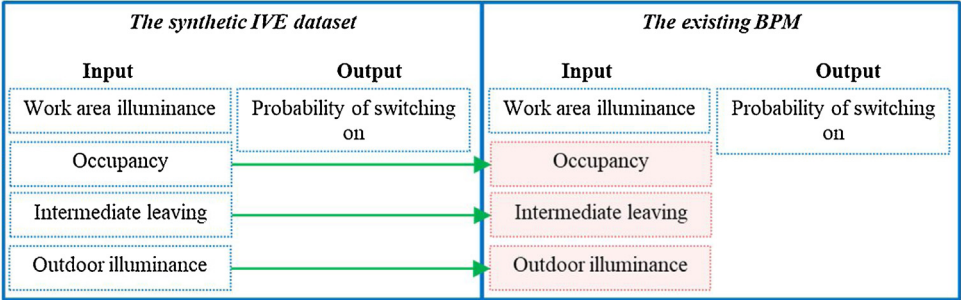 The synthetic IVE dataset
Input
Output
Work area illuminance
Probability of switching
on
Occupancy
Intermediate leaving
Outdoor illuminance
The existing BPM
Input
Output
Work area illuminance
Probability of switching
on
Occupancy
Intermediate leaving
Outdoor illuminance